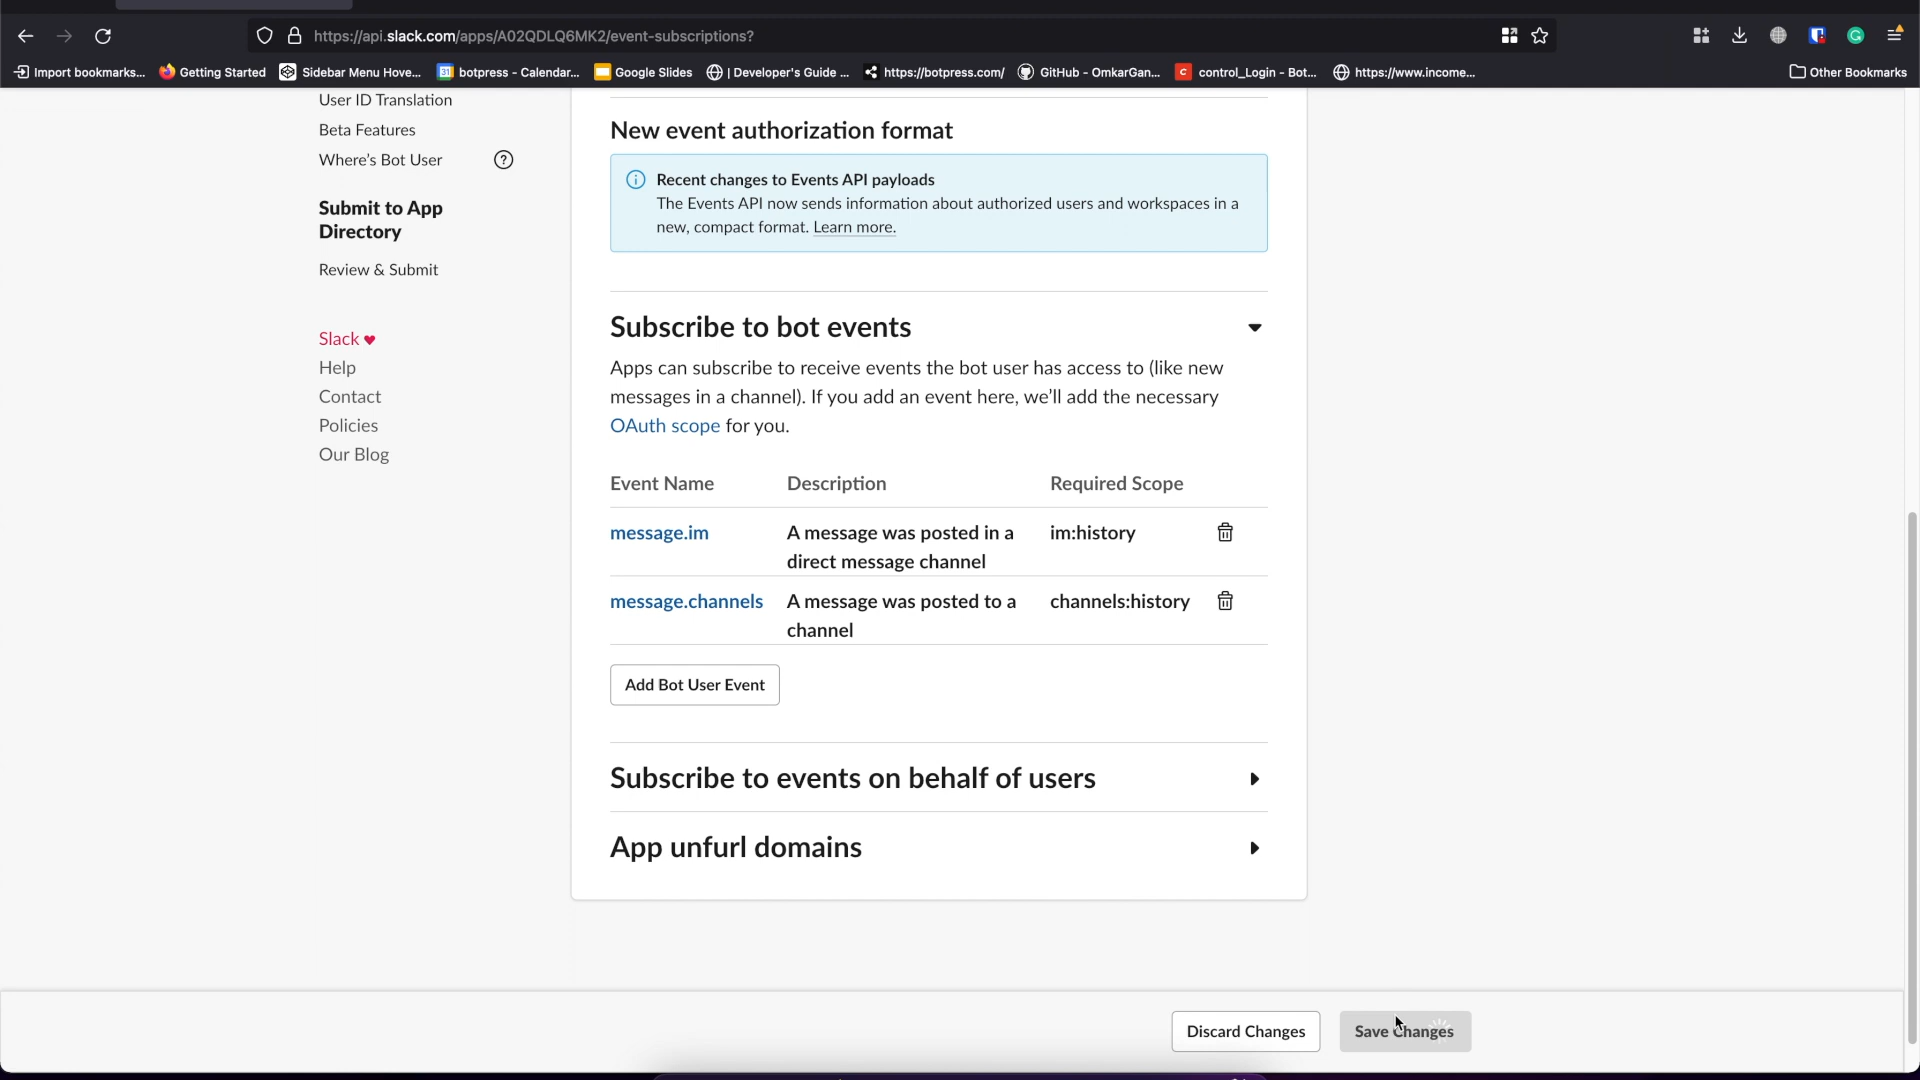 https://api.slack.com/apps/A02QDLQ6MK2/event-subscriptions?
Import bookmarks... Getting Started Sidebar Menu Hove... botpress - Calendar... Google Slides | Developer's Guide ... https://botpress.com/ GitHub - OmkarGan... control_Login - Bot... https://www.income... Other Bookmarks
User ID Translation
Beta Features
Where's Bot User
Submit to App
Directory
Review & Submit
Slack ♥
Help
Contact
Policies
Our Blog
New event authorization format
Recent changes to Events API payloads
The Events API now sends information about authorized users and workspaces in a
new, compact format. Learn more.
Subscribe to bot events
Apps can subscribe to receive events the bot user has access to (like new
messages in a channel). If you add an event here, we'll add the necessary
OAuth scope for you.
Event Name Description Required Scope
message.im A message was posted in a im:history
direct message channel
message.channels A message was posted to a channels:history
channel
Add Bot User Event
Subscribe to events on behalf of users
App unfurl domains
Discard Changes Save Changes